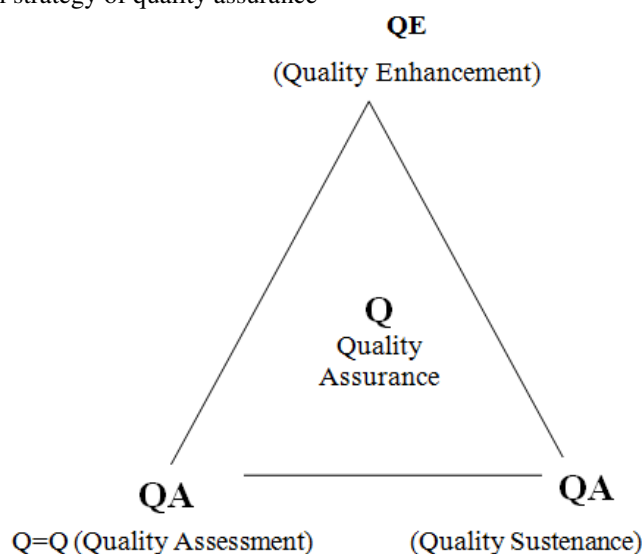 strategy of quality assurance
QE
(Quality Enhancement)
Q
Quality
Assurance
QA
QA
Q=Q (Quality Assessment)
(Quality Sustenance)